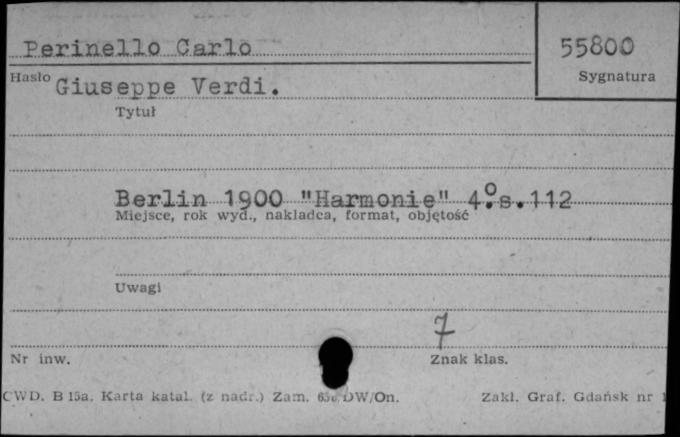 Perinello Carlo
55800
Hasło
Sygnatura
Giuseppe Verdi.
Tytuł
Berlin 1900 "Harmonie" 4.° s.112
Miejsce, rok wyd., nakładca, format, objętość
Uwagi
7
Nr inw.
Znak klas.
CWD. B 15a. Karta katal. (z nadr.) Zam. DW/On.
Zakł. Graf. Gdańsk nr 1